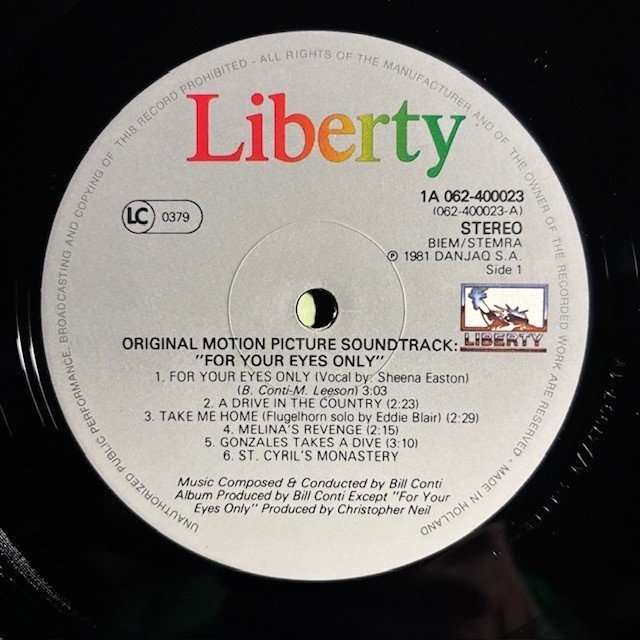 UNAUTHORIZED PUBLIC PERFORMANCE, BROADCASTING AND COPYING OF THIS RECORD PROHIBITED - ALL RIGHTS OF THE MANUFACTURER AND OF THE OWNER OF THE RECORDED WORK ARE RESERVED - MADE IN HOLLAND
Liberty
LC 0379
1A 062-400023
(062-400023-A)
STEREO
BIEM/STEMRA
℗ 1981 DANJAQ S.A.
Side 1
LIBERTY
ORIGINAL MOTION PICTURE SOUNDTRACK:
"FOR YOUR EYES ONLY"
1. FOR YOUR EYES ONLY (Vocal by: Sheena Easton)
(B. Conti-M. Leeson) 3:03
2. A DRIVE IN THE COUNTRY (2:23)
3. TAKE ME HOME (Flugelhorn solo by Eddie Blair) (2:29)
4. MELINA'S REVENGE (2:15)
5. GONZALES TAKES A DIVE (3:10)
6. ST. CYRIL'S MONASTERY
Music Composed & Conducted by Bill Conti
Album Produced by Bill Conti Except "For Your
Eyes Only" Produced by Christopher Neil